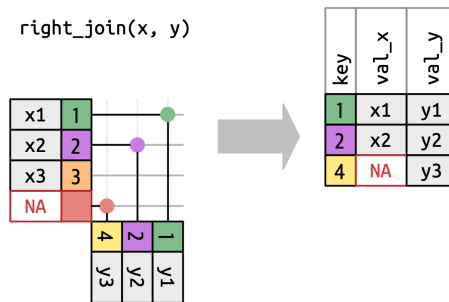 right_join(x, y)
key val_x val_y
1 x1 y1
2 x2 y2
4 NA y3
x1 1
x2 2
x3 3
NA
4 2 1
y3 y2 y1